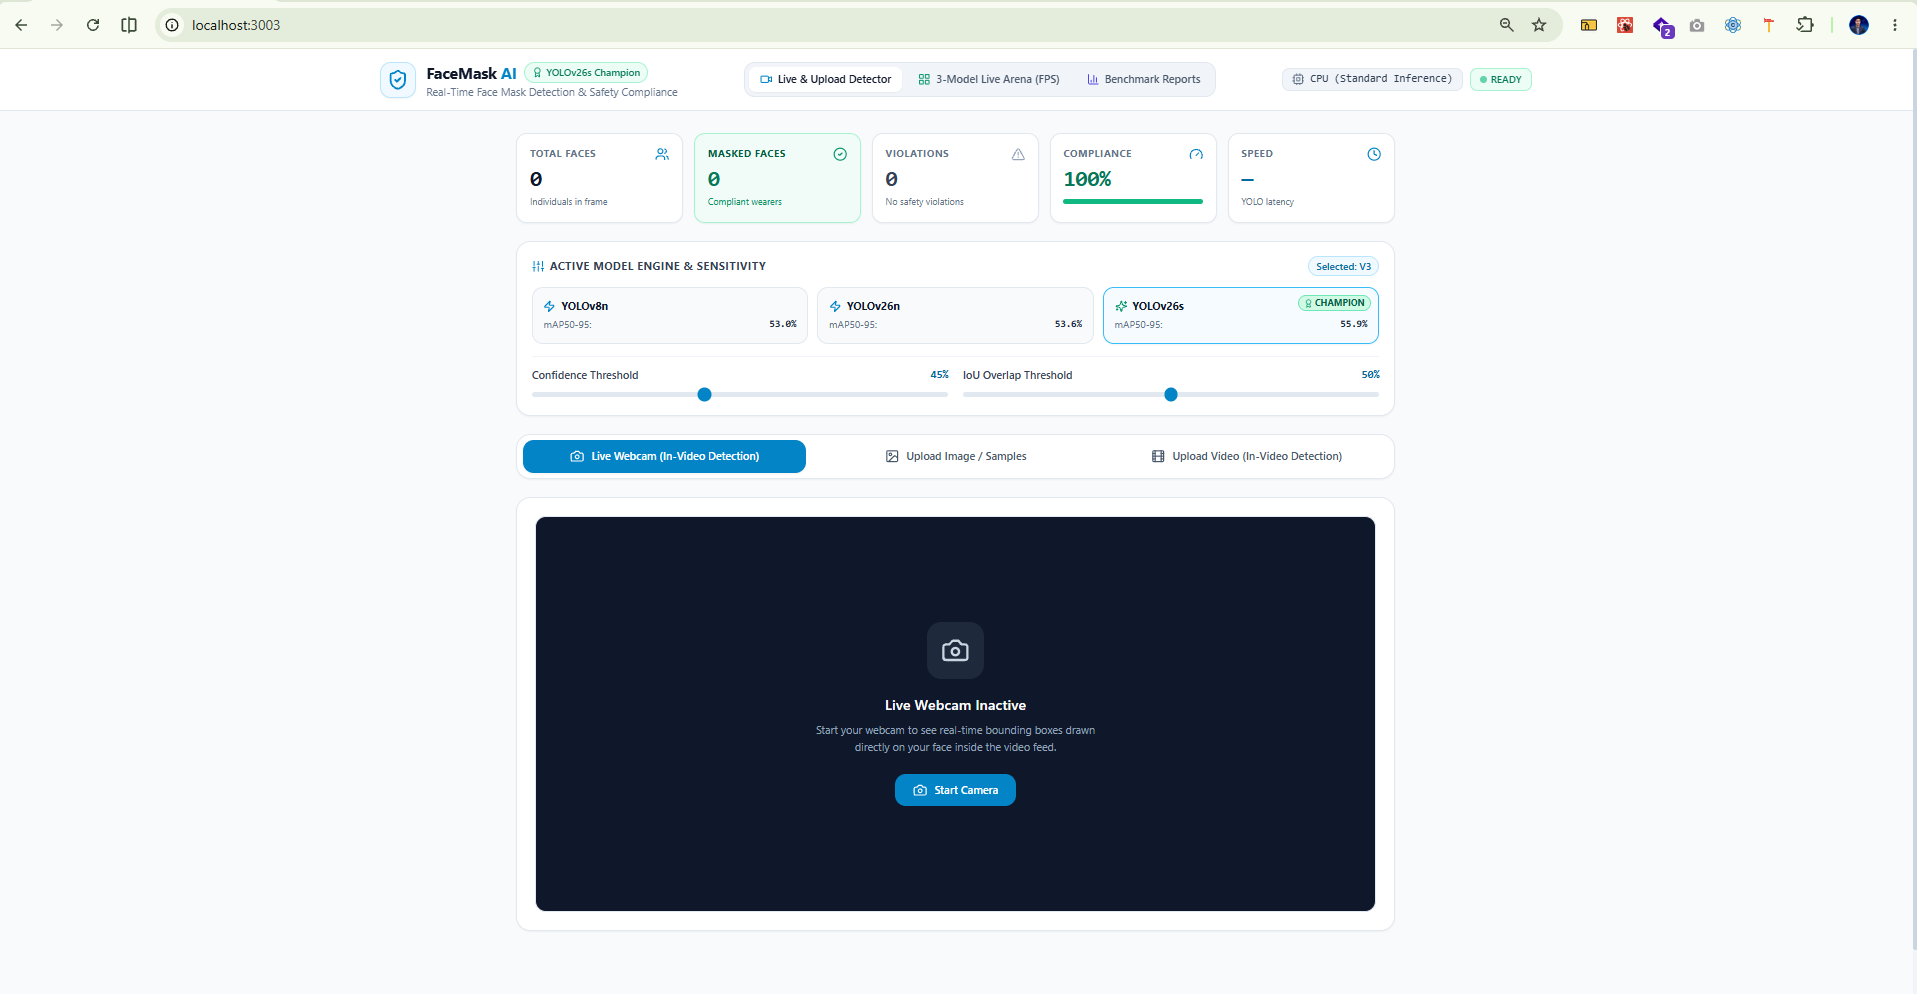 localhost:3003
2
FaceMask AI
YOLOv26s Champion
Real-Time Face Mask Detection & Safety Compliance
Live & Upload Detector
3-Model Live Arena (FPS)
Benchmark Reports
CPU (Standard Inference)
READY
TOTAL FACES
0
Individuals in frame
MASKED FACES
0
Compliant wearers
VIOLATIONS
0
No safety violations
COMPLIANCE
100%
SPEED
—
YOLO latency
ACTIVE MODEL ENGINE & SENSITIVITY
Selected: V3
YOLOv8n
mAP50-95: 53.0%
YOLOv26n
mAP50-95: 53.6%
YOLOv26s
CHAMPION
mAP50-95: 55.9%
Confidence Threshold 45%
IoU Overlap Threshold 50%
Live Webcam (In-Video Detection)
Upload Image / Samples
Upload Video (In-Video Detection)
Live Webcam Inactive
Start your webcam to see real-time bounding boxes drawn
directly on your face inside the video feed.
Start Camera